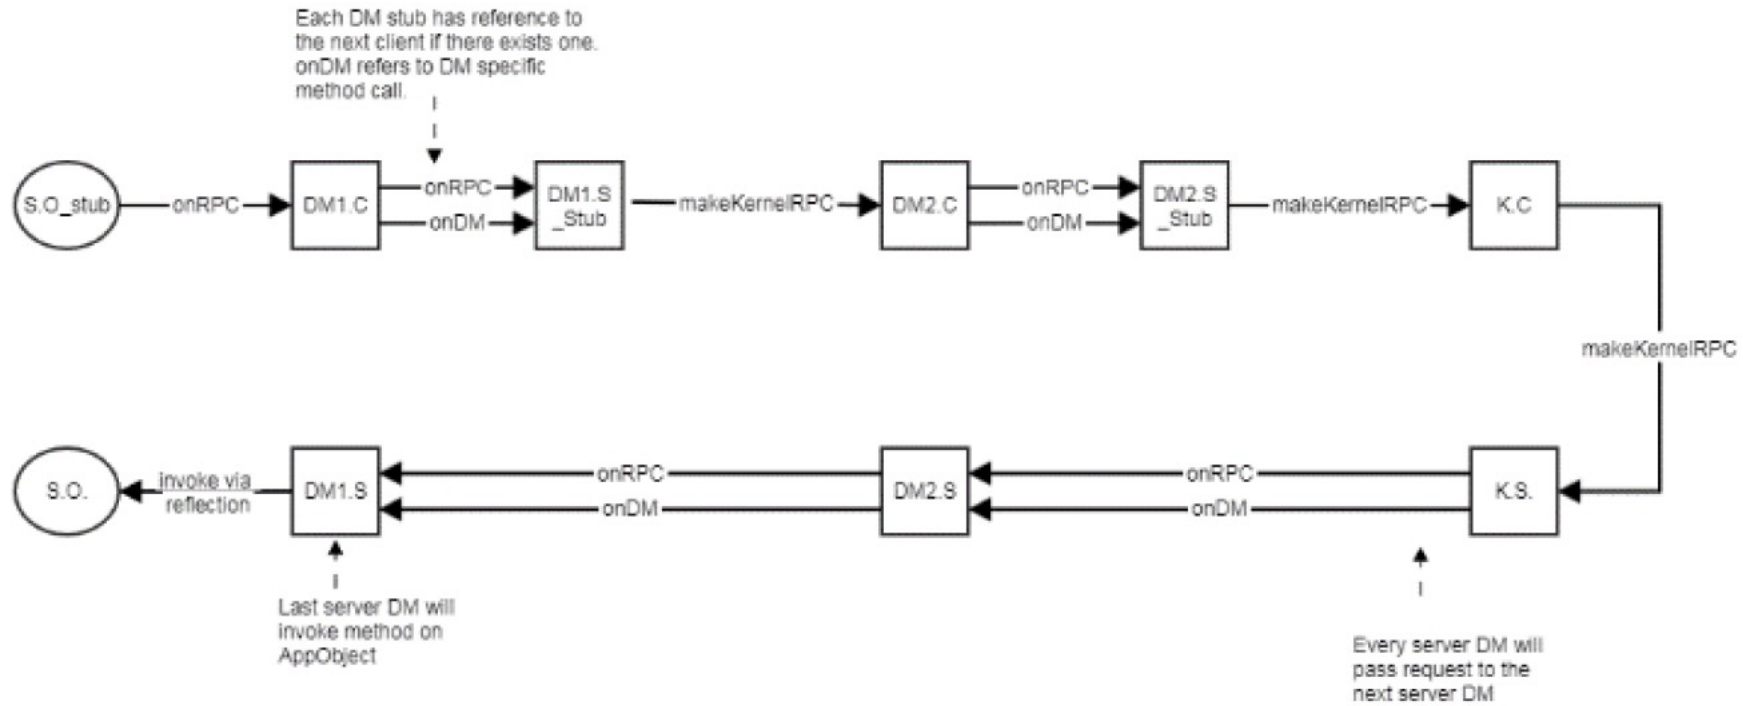 Each DM stub has reference to
the next client if there exists one.
onDM refers to DM specific
method call.
S.O_stub
onRPC
DM1.C
onRPC
onDM
DM1.S
_Stub
makeKernelRPC
DM2.C
onRPC
onDM
DM2.S
_Stub
makeKernelRPC
K.C
makeKernelRPC
S.O.
invoke via
reflection
DM1.S
onRPC
onDM
DM2.S
onRPC
onDM
K.S.
Last server DM will
invoke method on
AppObject
Every server DM will
pass request to the
next server DM